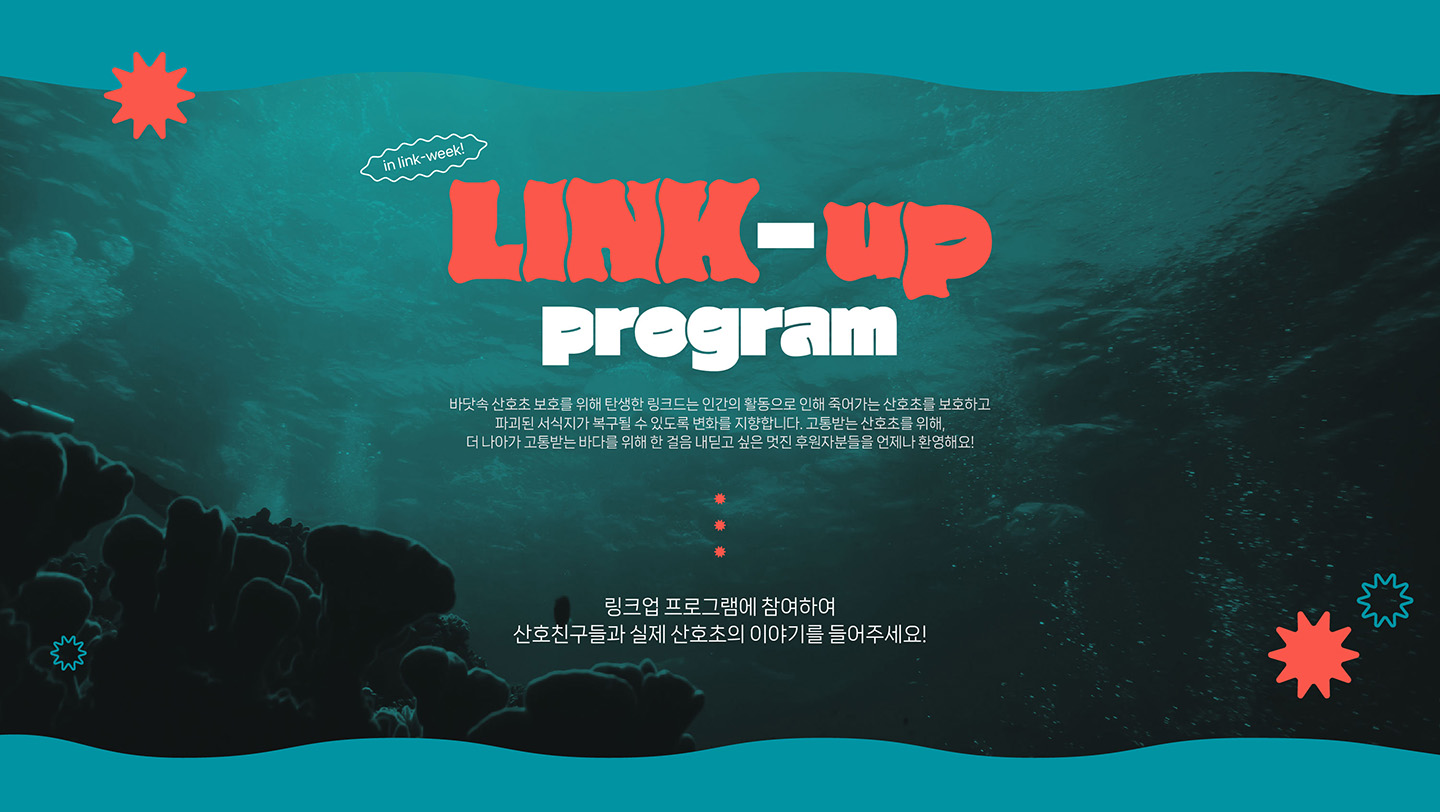 in link-week!
LINK-up
program
바닷속 산호초 보호를 위해 탄생한 링크드는 인간의 활동으로 인해 죽어가는 산호초를 보호하고
파괴된 서식지가 복구될 수 있도록 변화를 지향합니다. 고통받는 산호초를 위해,
더 나아가 고통받는 바다를 위해 한 걸음 내딛고 싶은 멋진 후원자분들을 언제나 환영해요!
링크업 프로그램에 참여하여
산호친구들과 실제 산호초의 이야기를 들어주세요!